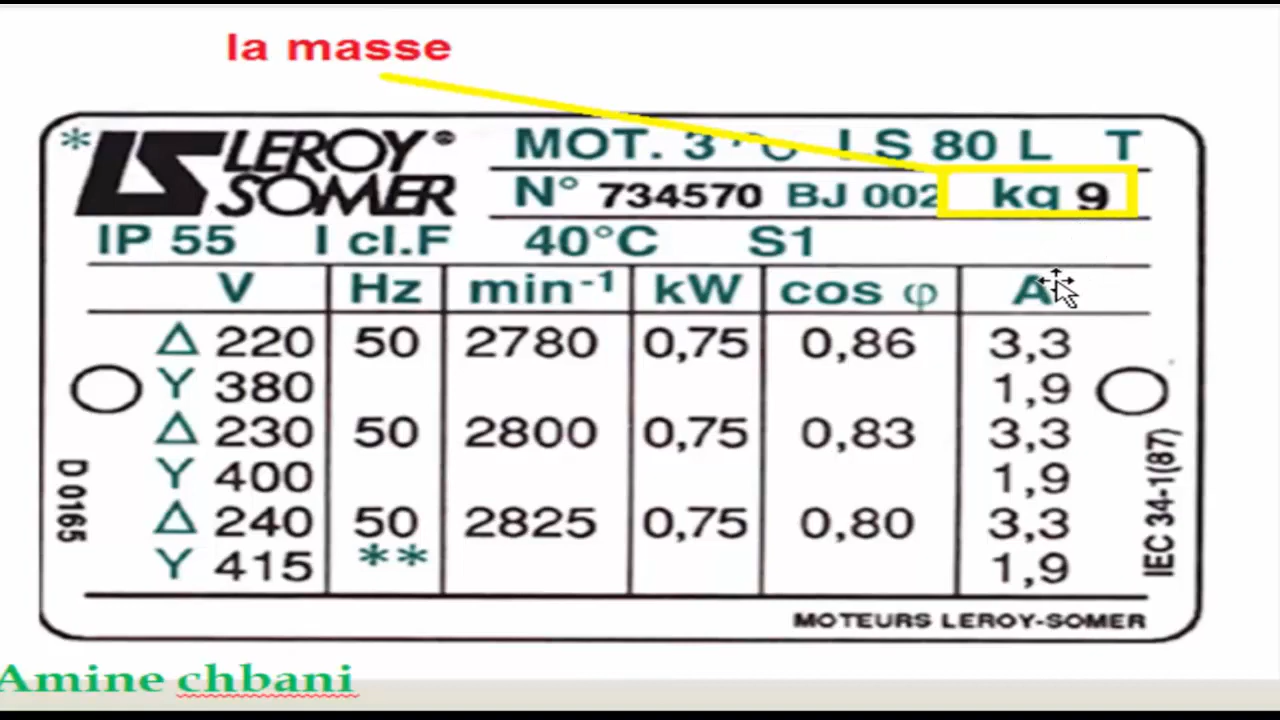 la masse
* LEROY® SOMER
MOT. 3 ~ LS 80 L T
N° 734570 BJ 002 kg 9
IP 55 I cl.F 40°C S1
V Hz min-1 kW cos φ A
Δ 220 50 2780 0,75 0,86 3,3
Y 380 1,9
Δ 230 50 2800 0,75 0,83 3,3
Y 400 1,9
Δ 240 50 2825 0,75 0,80 3,3
Y 415 ** 1,9
D 0165
IEC 34-1(87)
MOTEURS LEROY-SOMER
Amine chbani